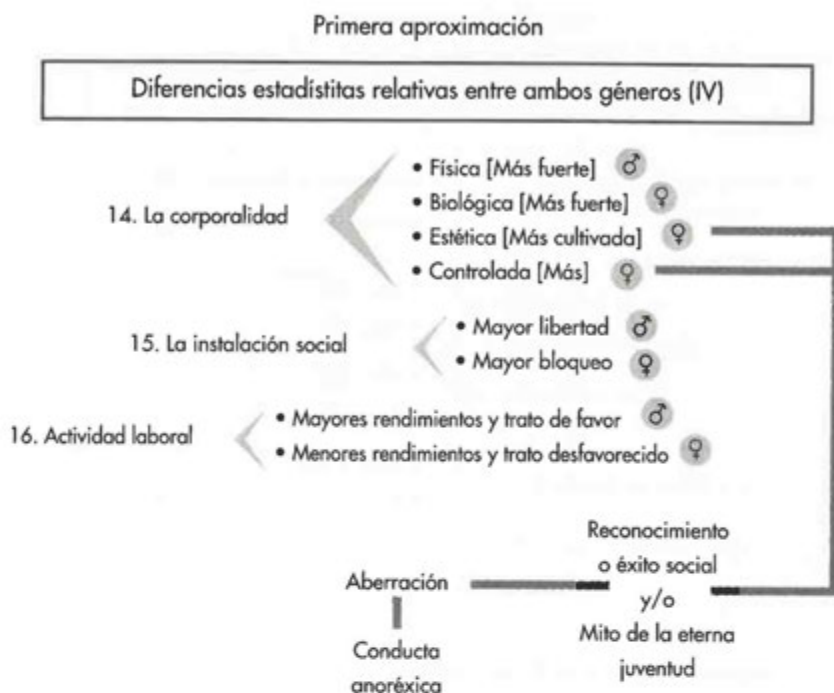 Primera aproximación
Diferencias estadístitas relativas entre ambos géneros (IV)
14. La corporalidad
• Física [Más fuerte] ♂
• Biológica [Más fuerte] ♀
• Estética [Más cultivada] ♀
• Controlada [Más] ♀
15. La instalación social
• Mayor libertad ♂
• Mayor bloqueo ♀
16. Actividad laboral
• Mayores rendimientos y trato de favor ♂
• Menores rendimientos y trato desfavorecido ♀
Reconocimiento
o éxito social
y/o
Mito de la eterna
juventud
Aberración
Conducta
anoréxica